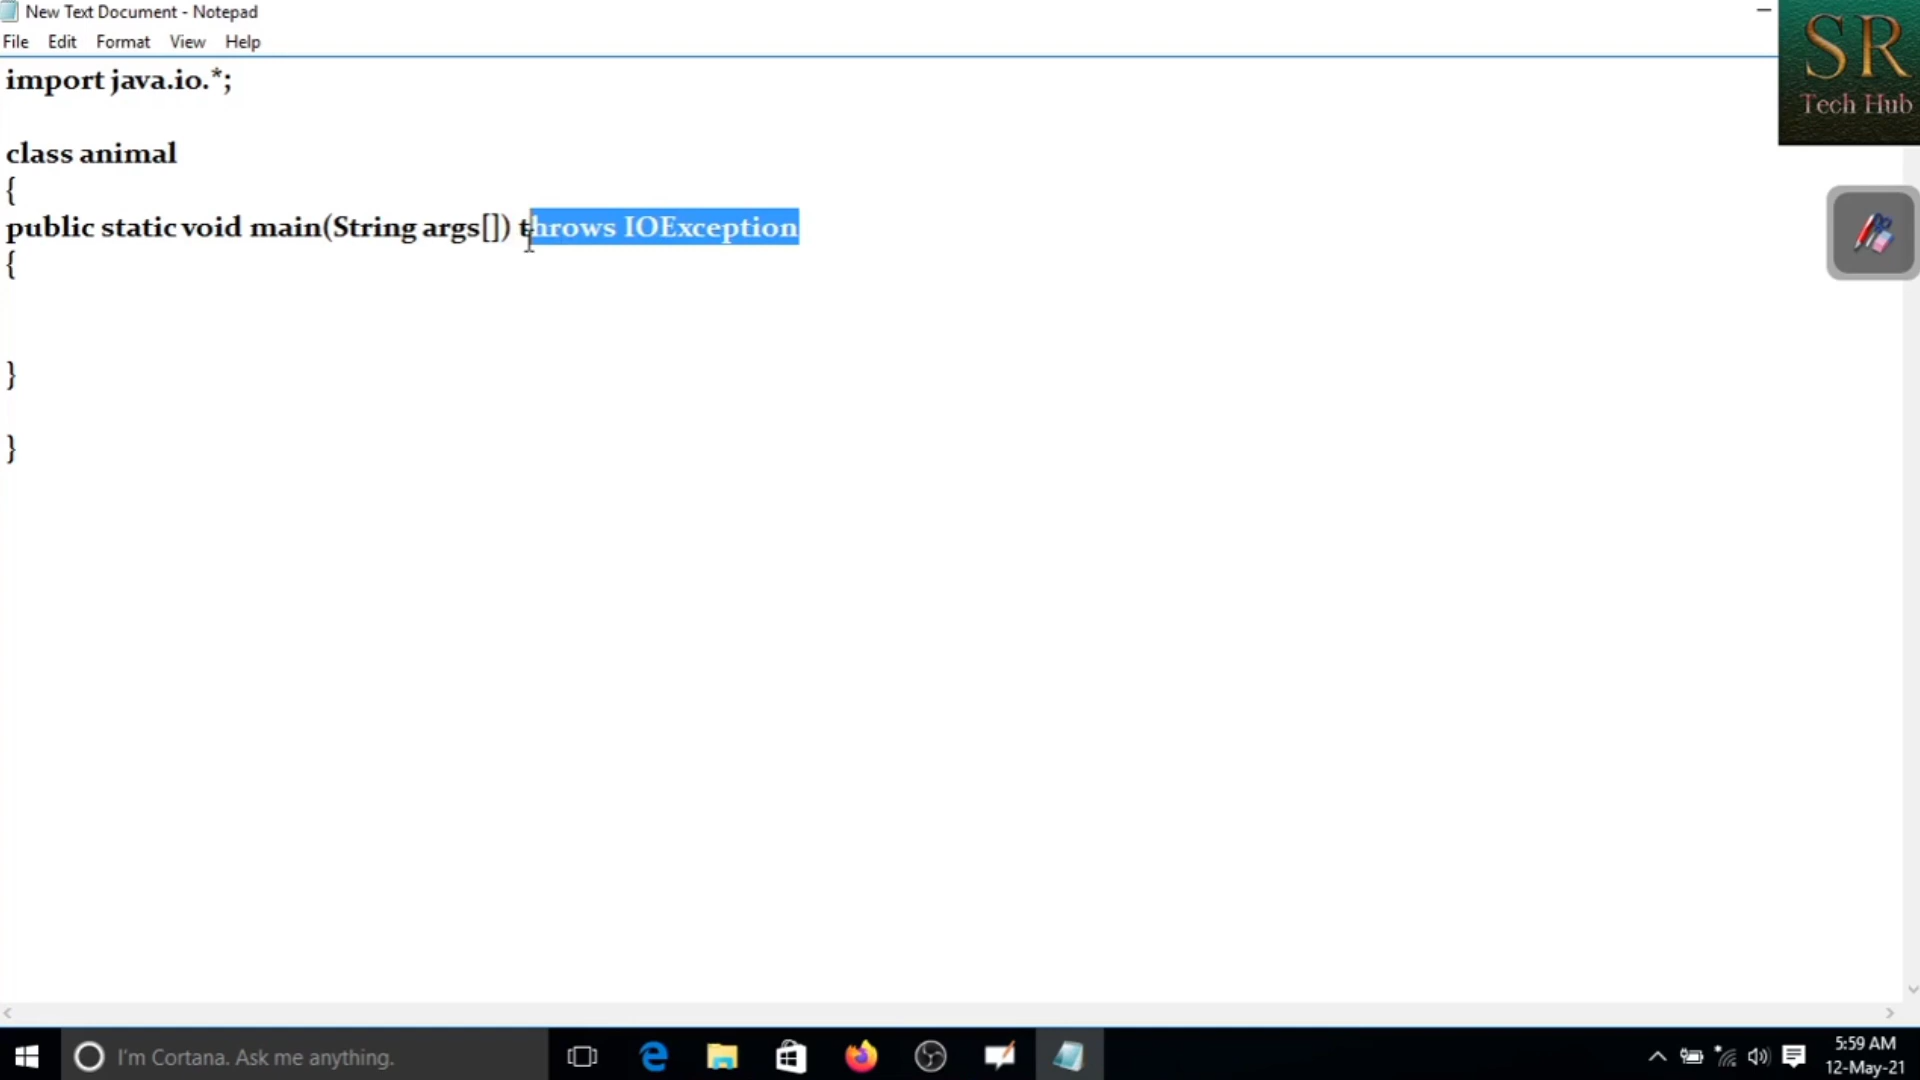 New Text Document - Notepad
File Edit Format View Help
SR
Tech Hub
import java.io.*;
class animal
{
public static void main(String args[]) throws IOException
{
}
}
I'm Cortana. Ask me anything.
5:59 AM
12-May-21